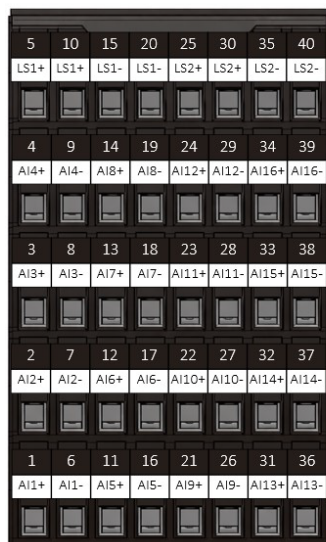 5 10 15 20 25 30 35 40
LS1+ LS1+ LS1- LS1- LS2+ LS2+ LS2- LS2-
4 9 14 19 24 29 34 39
AI4+ AI4- AI8+ AI8- AI12+ AI12- AI16+ AI16-
3 8 13 18 23 28 33 38
AI3+ AI3- AI7+ AI7- AI11+ AI11- AI15+ AI15-
2 7 12 17 22 27 32 37
AI2+ AI2- AI6+ AI6- AI10+ AI10- AI14+ AI14-
1 6 11 16 21 26 31 36
AI1+ AI1- AI5+ AI5- AI9+ AI9- AI13+ AI13-